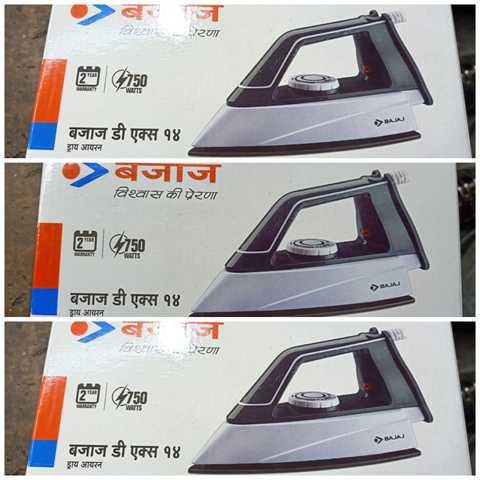 बजाज
विश्वास की प्रेरणा
2 YEAR
WARRANTY
750
WATTS
BAJAJ
बजाज डी एक्स १४
ड्राय आयरन
बजाज
विश्वास की प्रेरणा
2 YEAR
WARRANTY
750
WATTS
BAJAJ
बजाज डी एक्स १४
ड्राय आयरन
बजाज
विश्वास की प्रेरणा
2 YEAR
WARRANTY
750
WATTS
BAJAJ
बजाज डी एक्स १४
ड्राय आयरन